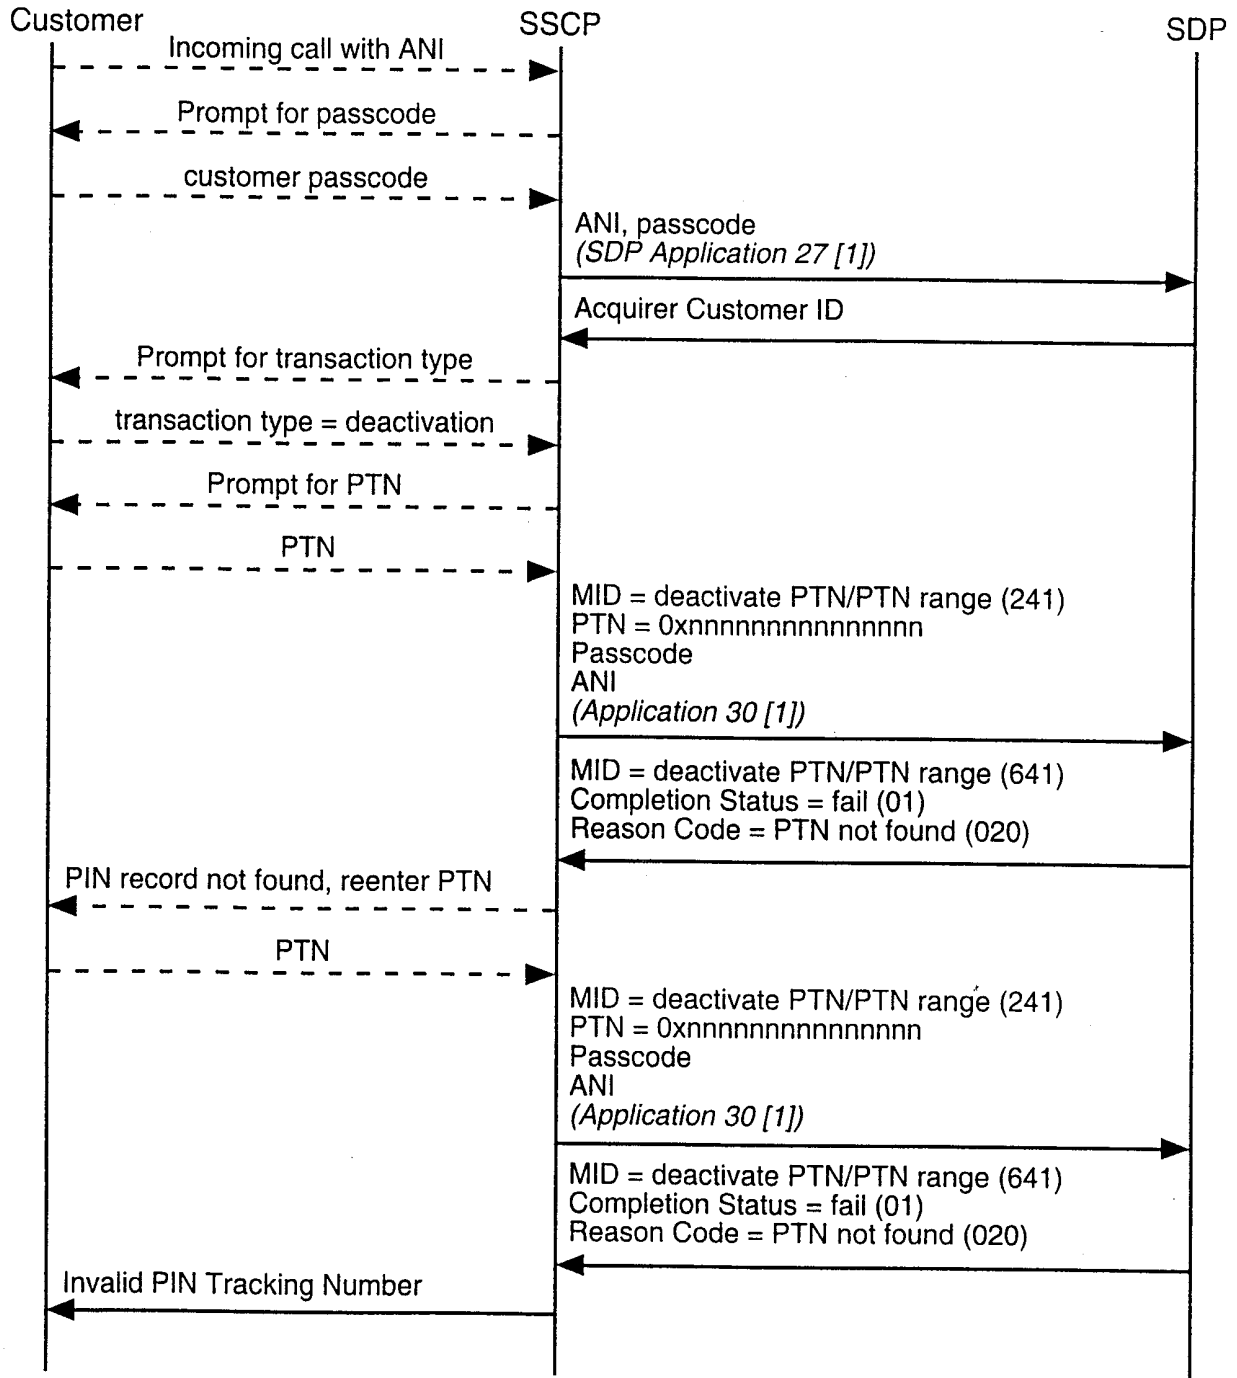 Customer
SSCP
SDP
Incoming call with ANI
Prompt for passcode
customer passcode
ANI, passcode
(SDP Application 27 [1])
Acquirer Customer ID
Prompt for transaction type
transaction type = deactivation
Prompt for PTN
PTN
MID = deactivate PTN/PTN range (241)
PTN = 0xnnnnnnnnnnnnnnnn
Passcode
ANI
(Application 30 [1])
MID = deactivate PTN/PTN range (641)
Completion Status = fail (01)
Reason Code = PTN not found (020)
PIN record not found, reenter PTN
PTN
MID = deactivate PTN/PTN range (241)
PTN = 0xnnnnnnnnnnnnnnnn
Passcode
ANI
(Application 30 [1])
MID = deactivate PTN/PTN range (641)
Completion Status = fail (01)
Reason Code = PTN not found (020)
Invalid PIN Tracking Number